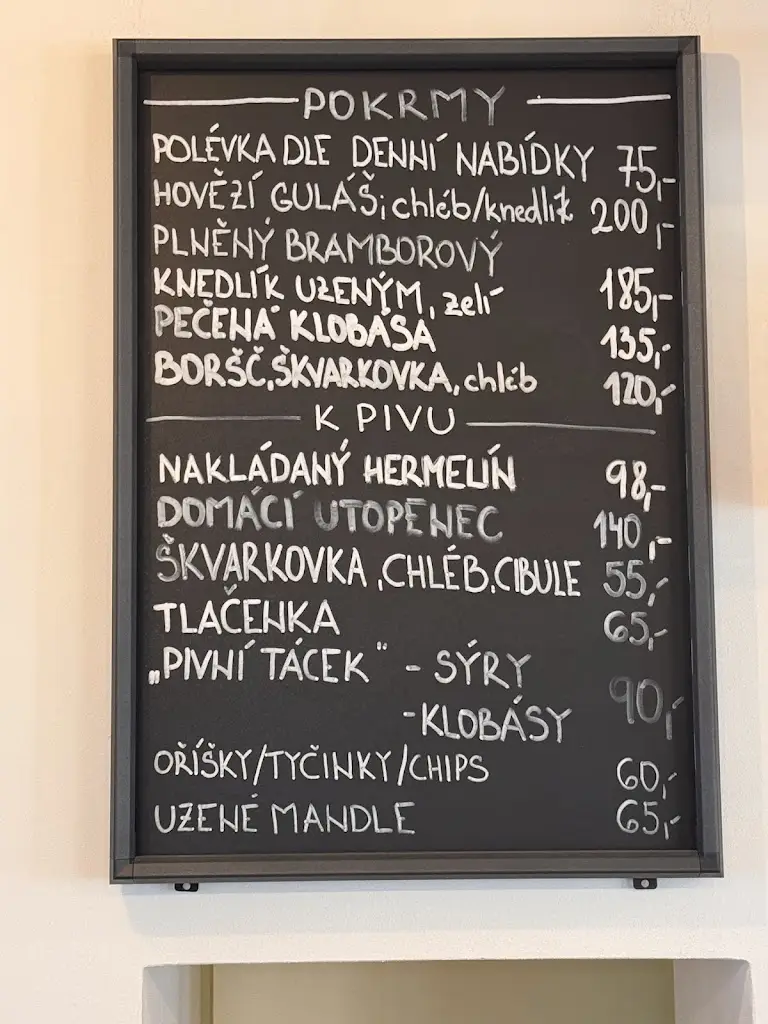 POKRMY
POLÉVKA DLE DENNÍ NABÍDKY 75,-
HOVĚZÍ GULÁŠ; chléb/knedlík 200,-
PLNĚNÝ BRAMBOROVÝ
KNEDLÍK UZENÝM, zelí 185,-
PEČENÁ KLOBÁSA 135,-
BORŠČ, ŠKVARKOVKA, chléb 120,-
K PIVU
NAKLÁDANÝ HERMELÍN 98,-
DOMÁCÍ UTOPENEC 140,-
ŠKVARKOVKA, CHLÉB, CIBULE 55,-
TLAČENKA 65,-
„PIVNÍ TÁCEK" - SÝRY
-KLOBÁSY 90,-
OŘÍŠKY/TYČINKY/CHIPS 60,-
UZENÉ MANDLE 65,-